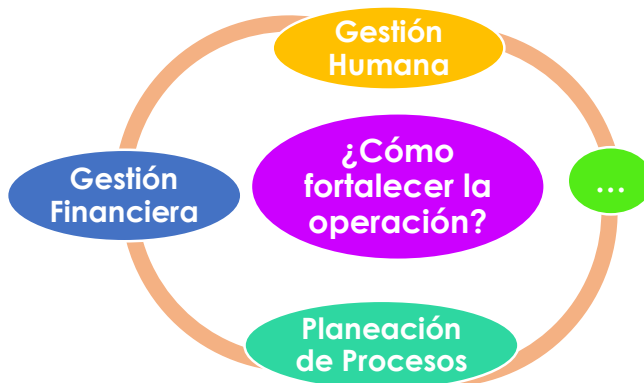 Gestión
Humana
¿Cómo
fortalecer la
operación?
...
Gestión
Financiera
Planeación
de Procesos